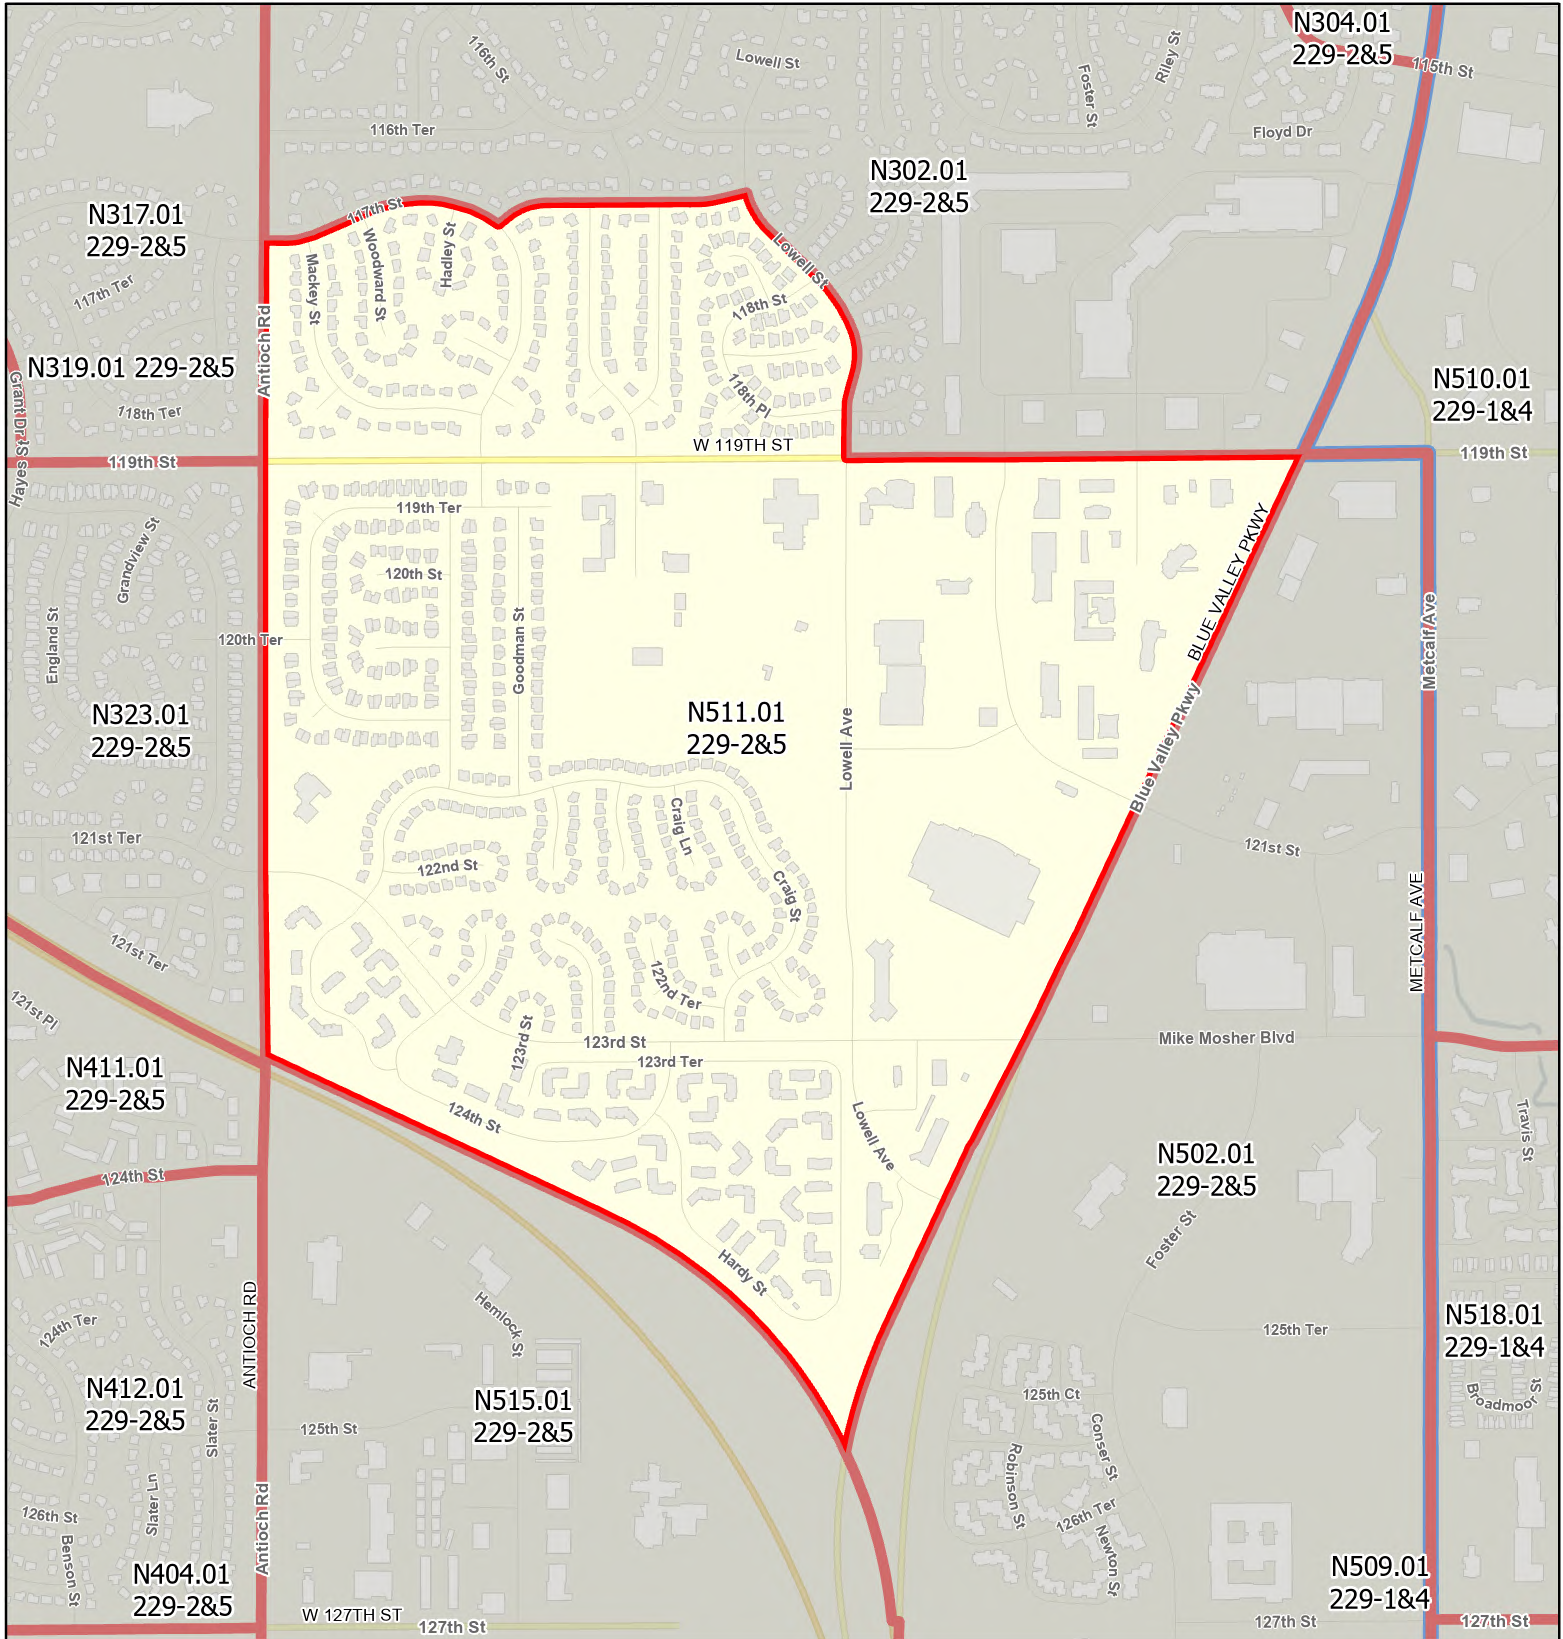 N304.01
229-2&5
116th St
Lowell St
Riley St
Foster St
115th St
116th Ter
Floyd Dr
N302.01
229-2&5
N317.01
229-2&5
117th St
Hadley St
Woodward St
Mackey St
Lowell St
117th Ter
118th St
Antioch Rd
N319.01 229-2&5
118th Ter
118th Pl
N510.01
229-1&4
Grant Dr
Hayes St
119th St
W 119TH ST
119th St
119th Ter
Grandview St
120th St
BLUE VALLEY PKWY
England St
120th Ter
Goodman St
Metcalf Ave
N323.01
229-2&5
N511.01
229-2&5
Lowell Ave
Blue Valley Pkwy
121st Ter
Craig Ln
121st St
122nd St
Craig St
METCALF AVE
121st Ter
122nd Ter
121st Pl
123rd St
123rd St
Mike Mosher Blvd
123rd Ter
N411.01
229-2&5
124th St
Lowell Ave
Travis St
N502.01
229-2&5
124th St
Foster St
Hardy St
ANTIOCH RD
Hemlock St
124th Ter
125th Ter
N518.01
229-1&4
N412.01
229-2&5
N515.01
229-2&5
125th Ct
Broadmoor St
Slater St
125th St
Conser St
Robinson St
Slater Ln
Antioch Rd
126th St
126th Ter
Benson St
Newton St
N404.01
229-2&5
N509.01
229-1&4
W 127TH ST
127th St
127th St
127th St